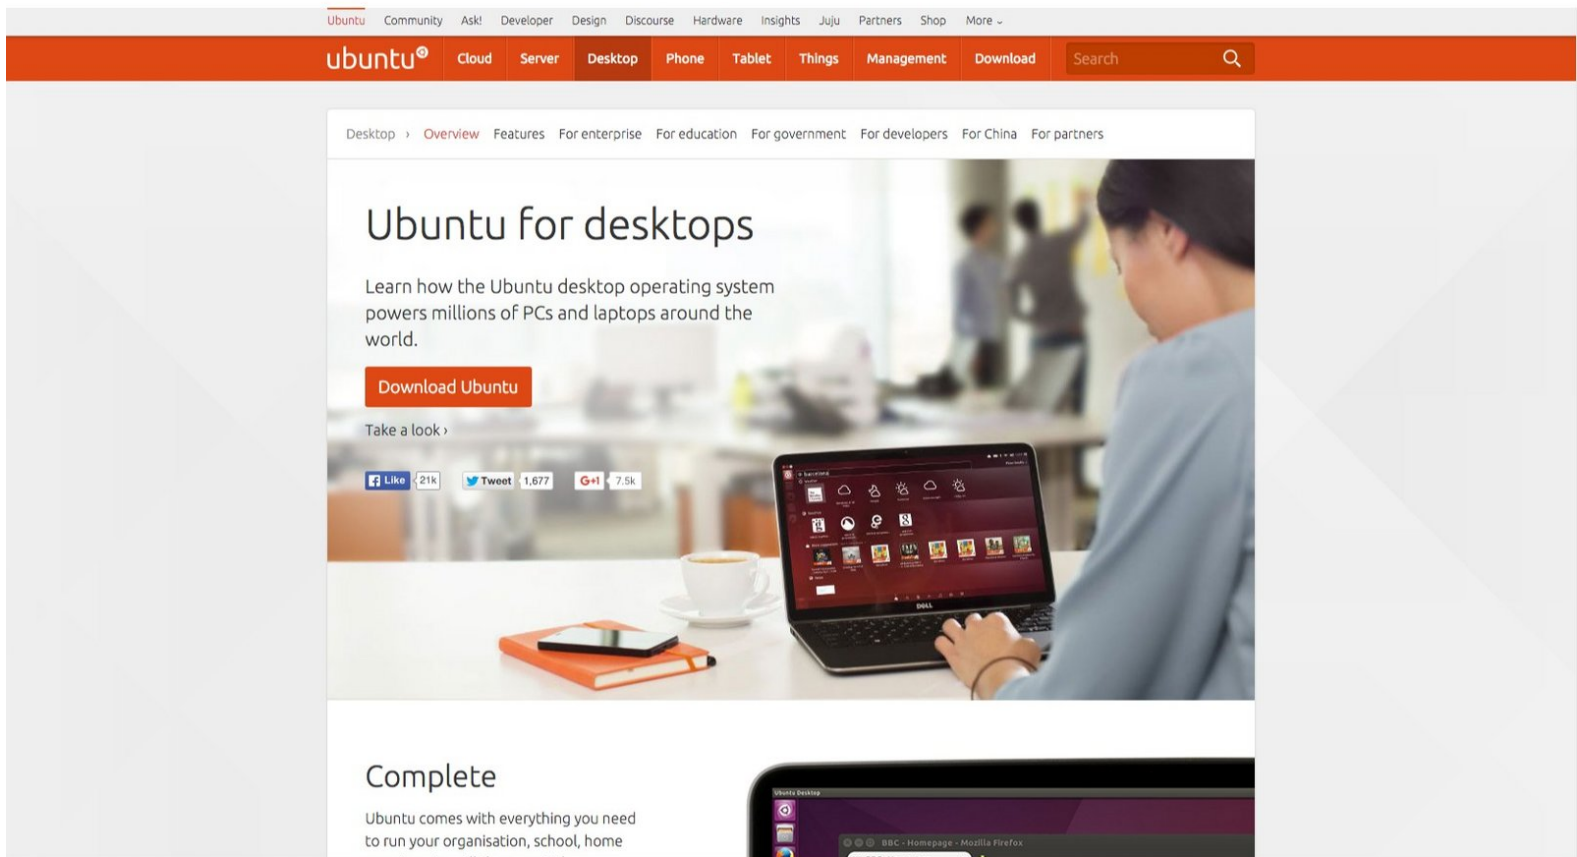 Ubuntu Community Ask! Developer Design Discourse Hardware Insights Juju Partners Shop More
ubuntu Cloud Server Desktop Phone Tablet Things Management Download Search
Desktop › Overview Features For enterprise For education For government For developers For China For partners
Ubuntu for desktops
Learn how the Ubuntu desktop operating system
powers millions of PCs and laptops around the
world.
Download Ubuntu
Take a look ›
Like 21k Tweet 1,677 G+1 7.5k
DELL
Complete
Ubuntu comes with everything you need
to run your organisation, school, home
Ubuntu Desktop
BBC - Homepage - Mozilla Firefox